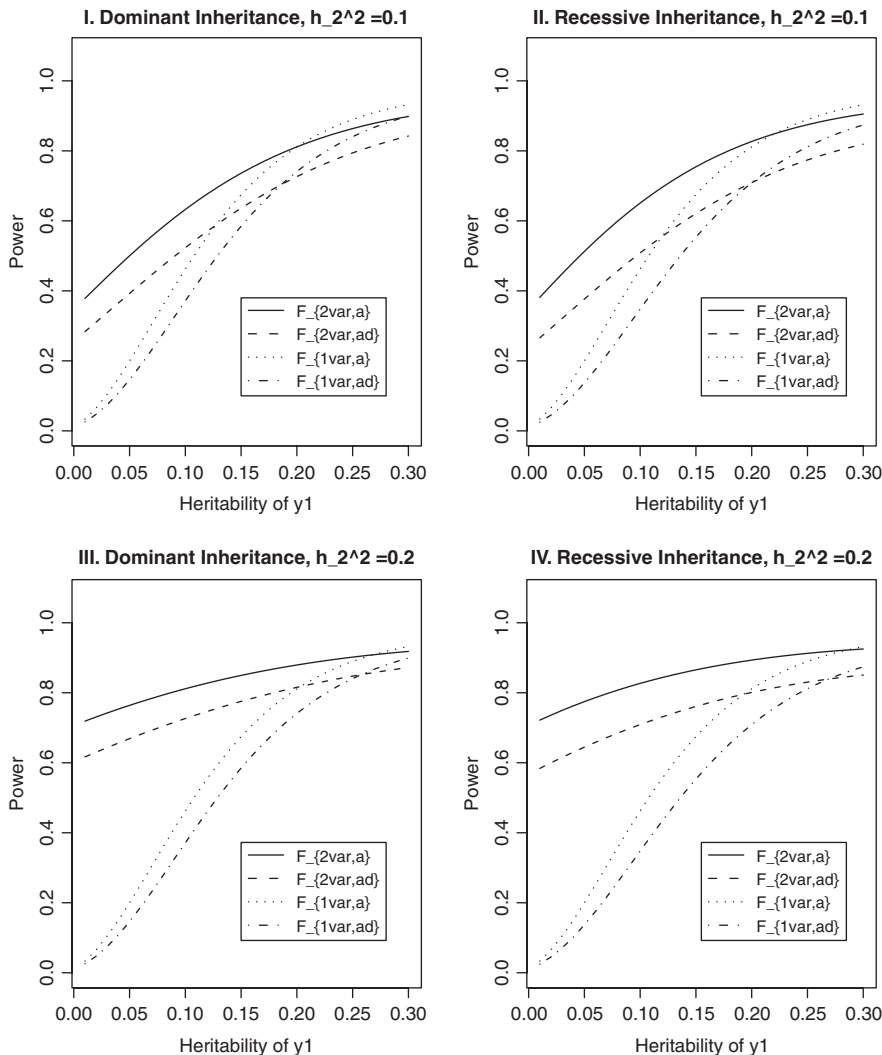 I. Dominant Inheritance, h_2^2 =0.1
Power
1.0
0.8
0.6
0.4
0.2
0.0
F_{2var,a}
F_{2var,ad}
F_{1var,a}
F_{1var,ad}
0.00 0.05 0.10 0.15 0.20 0.25 0.30
Heritability of y1
II. Recessive Inheritance, h_2^2 =0.1
Power
1.0
0.8
0.6
0.4
0.2
0.0
F_{2var,a}
F_{2var,ad}
F_{1var,a}
F_{1var,ad}
0.00 0.05 0.10 0.15 0.20 0.25 0.30
Heritability of y1
III. Dominant Inheritance, h_2^2 =0.2
Power
1.0
0.8
0.6
0.4
0.2
0.0
F_{2var,a}
F_{2var,ad}
F_{1var,a}
F_{1var,ad}
0.00 0.05 0.10 0.15 0.20 0.25 0.30
Heritability of y1
IV. Recessive Inheritance, h_2^2 =0.2
Power
1.0
0.8
0.6
0.4
0.2
0.0
F_{2var,a}
F_{2var,ad}
F_{1var,a}
F_{1var,ad}
0.00 0.05 0.10 0.15 0.20 0.25 0.30
Heritability of y1